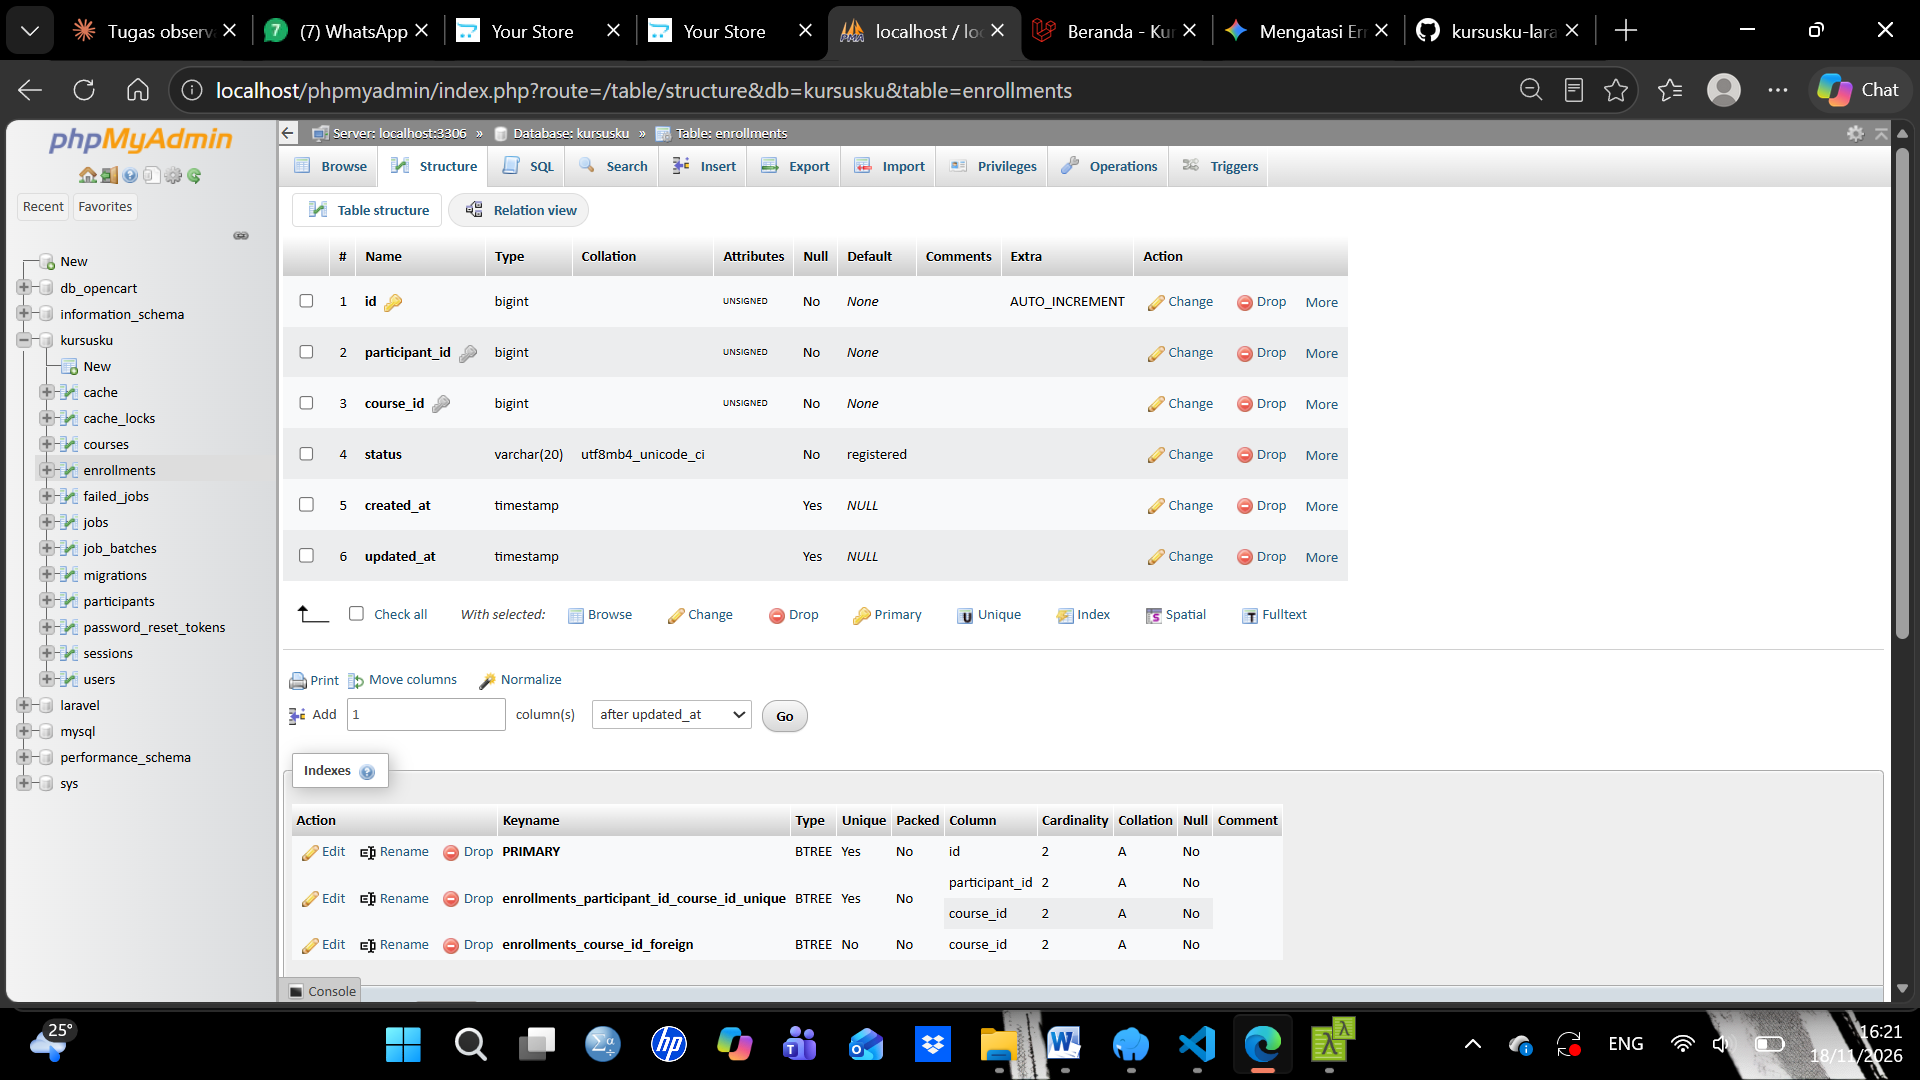 Tugas observ
(7) WhatsApp
Your Store
Your Store
localhost / lo
Beranda - Ku
Mengatasi Er
kursusku-lara
localhost/phpmyadmin/index.php?route=/table/structure&db=kursusku&table=enrollments
Chat
phpMyAdmin
Recent
Favorites
New
db_opencart
information_schema
kursusku
New
cache
cache_locks
courses
enrollments
failed_jobs
jobs
job_batches
migrations
participants
password_reset_tokens
sessions
users
laravel
mysql
performance_schema
sys
Server: localhost:3306 » Database: kursusku » Table: enrollments
Browse Structure SQL Search Insert Export Import Privileges Operations Triggers
Table structure Relation view
# Name Type Collation Attributes Null Default Comments Extra Action
1 id bigint UNSIGNED No None AUTO_INCREMENT Change Drop More
2 participant_id bigint UNSIGNED No None Change Drop More
3 course_id bigint UNSIGNED No None Change Drop More
4 status varchar(20) utf8mb4_unicode_ci No registered Change Drop More
5 created_at timestamp Yes NULL Change Drop More
6 updated_at timestamp Yes NULL Change Drop More
Check all With selected: Browse Change Drop Primary Unique Index Spatial Fulltext
Print Move columns Normalize
Add 1 column(s) after updated_at Go
Indexes
Action Keyname Type Unique Packed Column Cardinality Collation Null Comment
Edit Rename Drop PRIMARY BTREE Yes No id 2 A No
Edit Rename Drop enrollments_participant_id_course_id_unique BTREE Yes No participant_id 2 A No
course_id 2 A No
Edit Rename Drop enrollments_course_id_foreign BTREE No No course_id 2 A No
Console
25°
ENG
16:21
18/11/2026